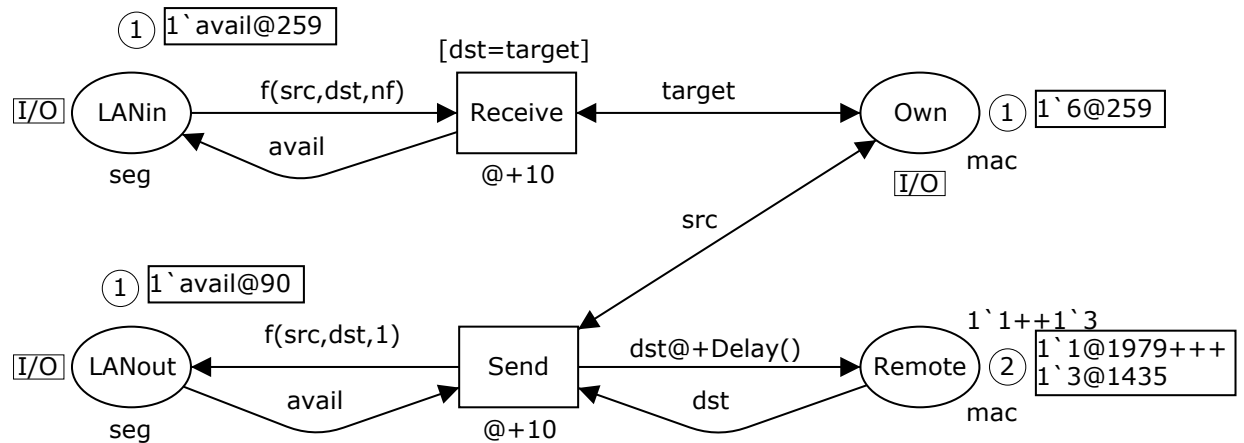 1 1`avail@259
[dst=target]
I/O LANin f(src,dst,nf) Receive target Own 1 1`6@259
avail
seg @+10 mac
I/O
src
1 1`avail@90
1`1++1`3
f(src,dst,1) dst@+Delay() 1`1@1979+++
I/O LANout Send Remote 2 1`3@1435
avail dst
seg @+10 mac